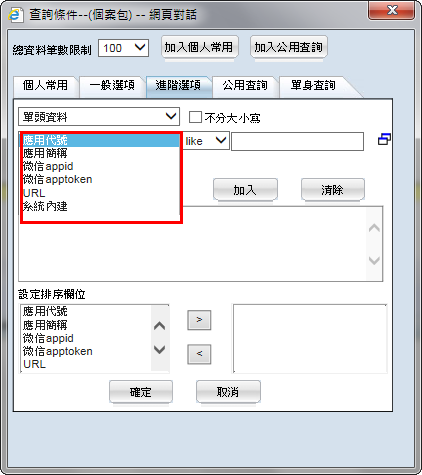 查詢條件--(個案包) -- 網頁對話
總資料筆數限制 100 加入個人常用 加入公用查詢
個人常用 一般選項 進階選項 公用查詢 單身查詢
單頭資料 不分大小寫
應用代號 like
應用簡稱
微信appid
微信apptoken
URL
系統內建
加入 清除
設定排序欄位
應用代號
應用簡稱
微信appid
微信apptoken
URL
>
<
確定 取消